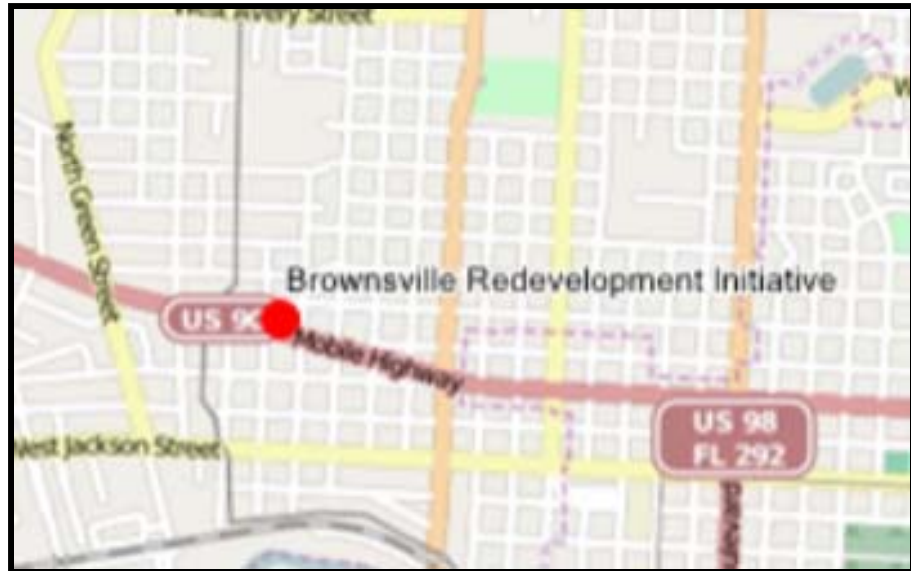 West Avery Street
W
North Green Street
Brownsville Redevelopment Initiative
US 9
Mobile Highway
US 98
FL 292
West Jackson Street